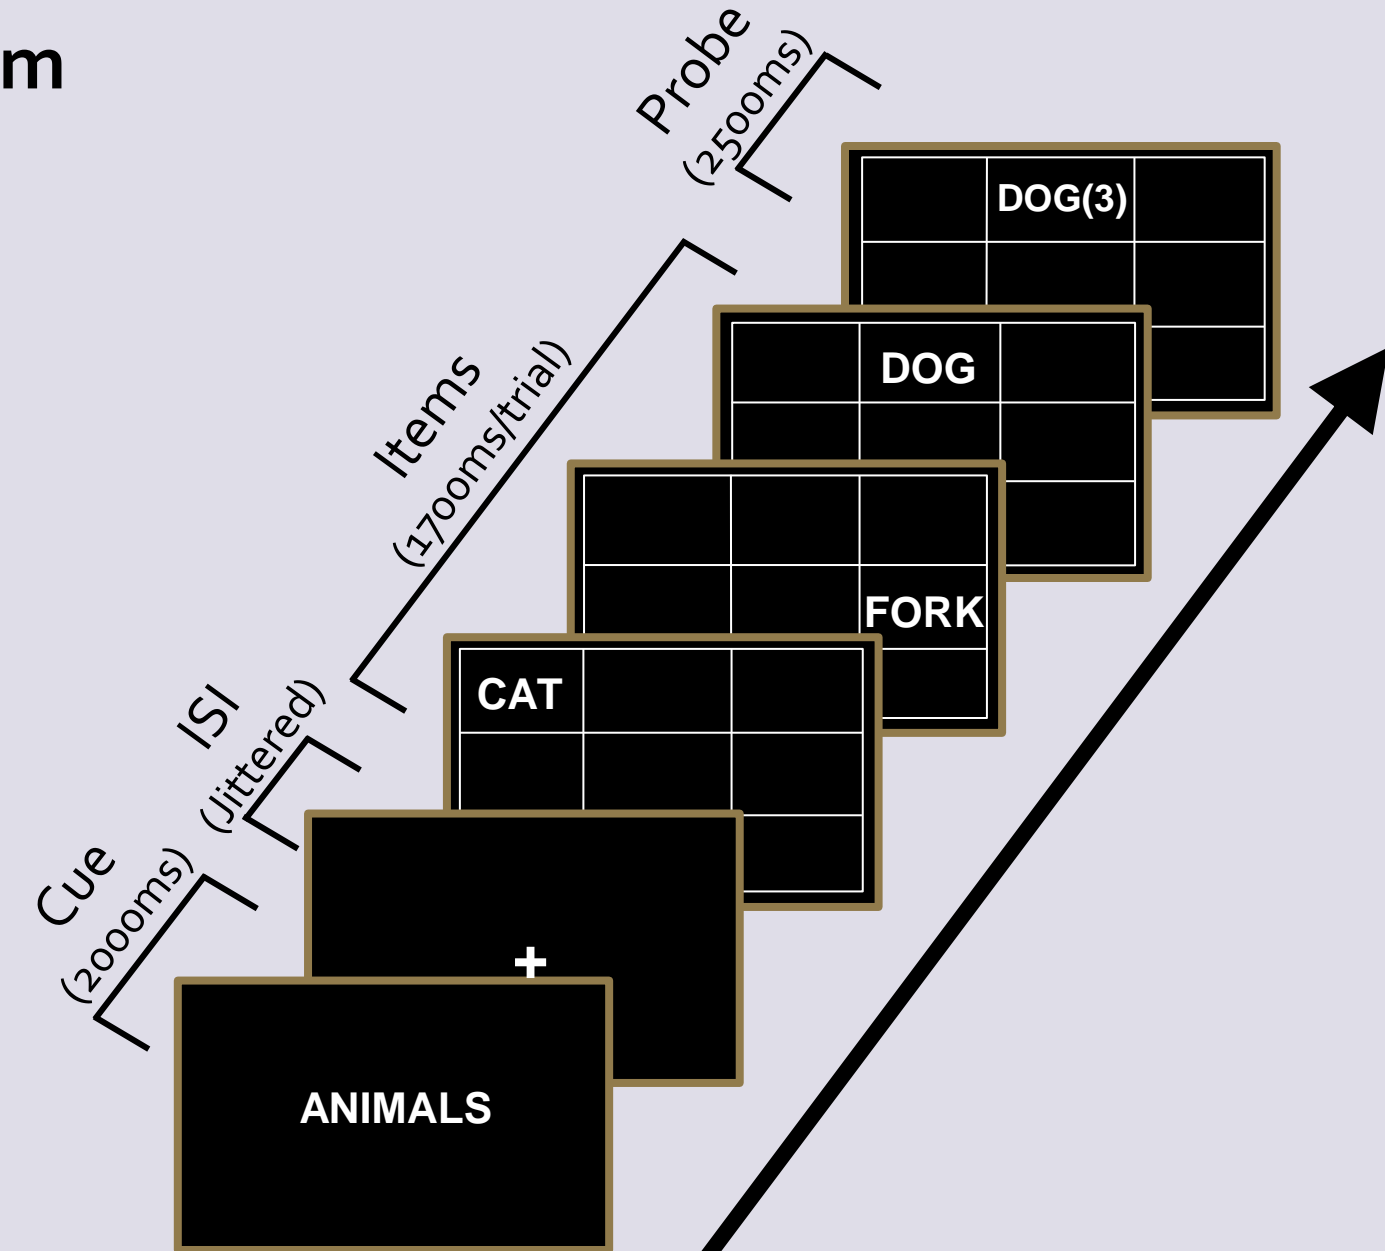 m
Probe
(2500ms)
DOG(3)
Items
(1700ms/trial)
DOG
FORK
CAT
ISI
(Jittered)
+
Cue
(2000ms)
ANIMALS